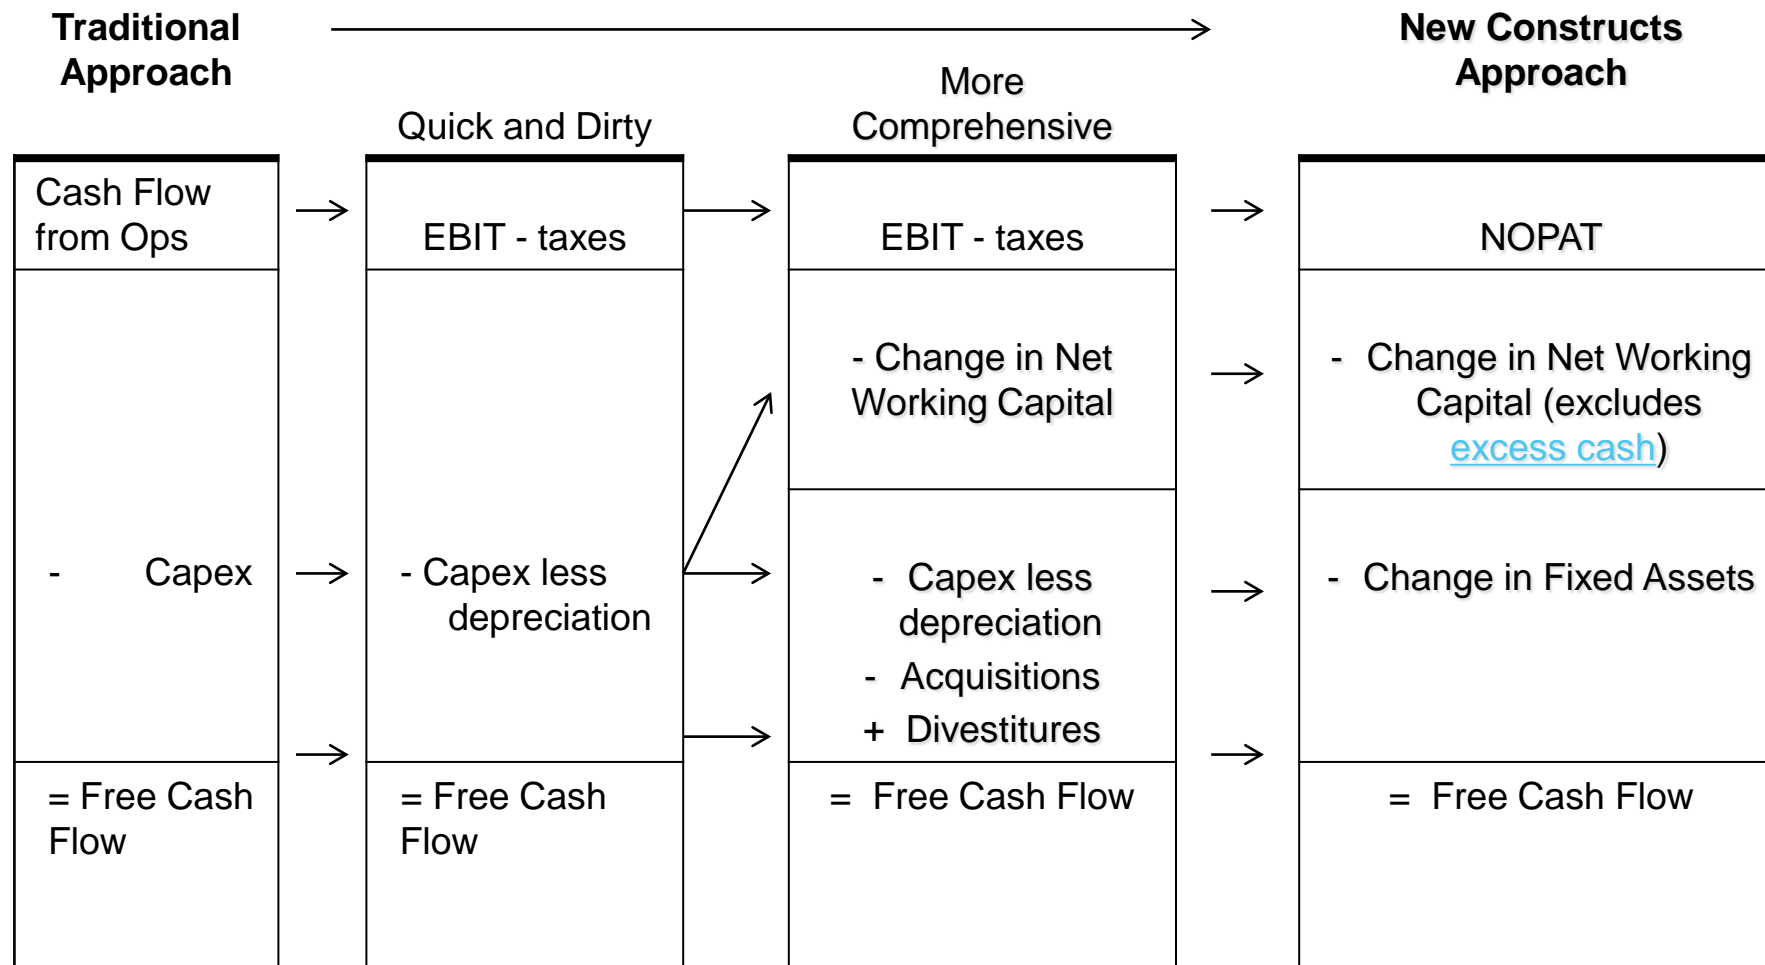 Traditional
Approach
New Constructs
Approach
Quick and Dirty
More
Comprehensive
Cash Flow
from Ops
- Capex
= Free Cash
Flow
EBIT - taxes
- Capex less
depreciation
= Free Cash
Flow
EBIT - taxes
- Change in Net
Working Capital
- Capex less
depreciation
- Acquisitions
+ Divestitures
= Free Cash Flow
NOPAT
- Change in Net Working
Capital (excludes
excess cash)
- Change in Fixed Assets
= Free Cash Flow